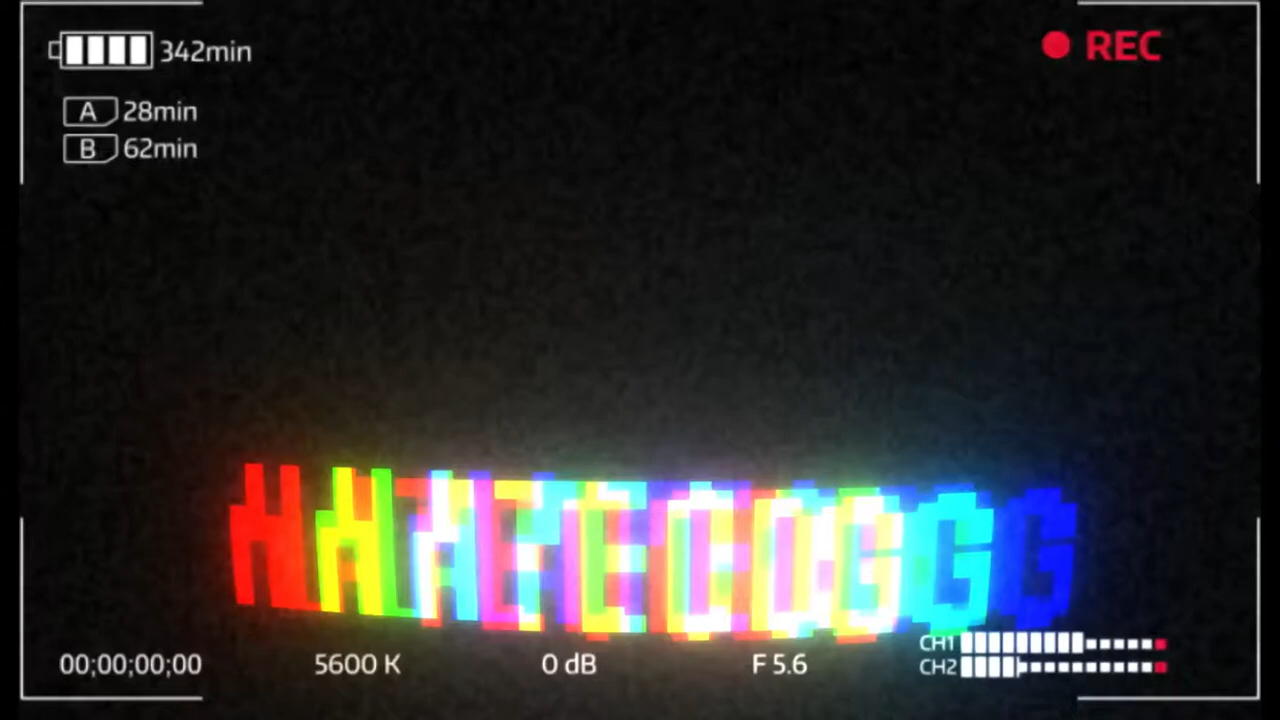 342min
REC
A 28min
B 62min
00;00;00;00
5600 K
0 dB
F 5.6
CH1
CH2